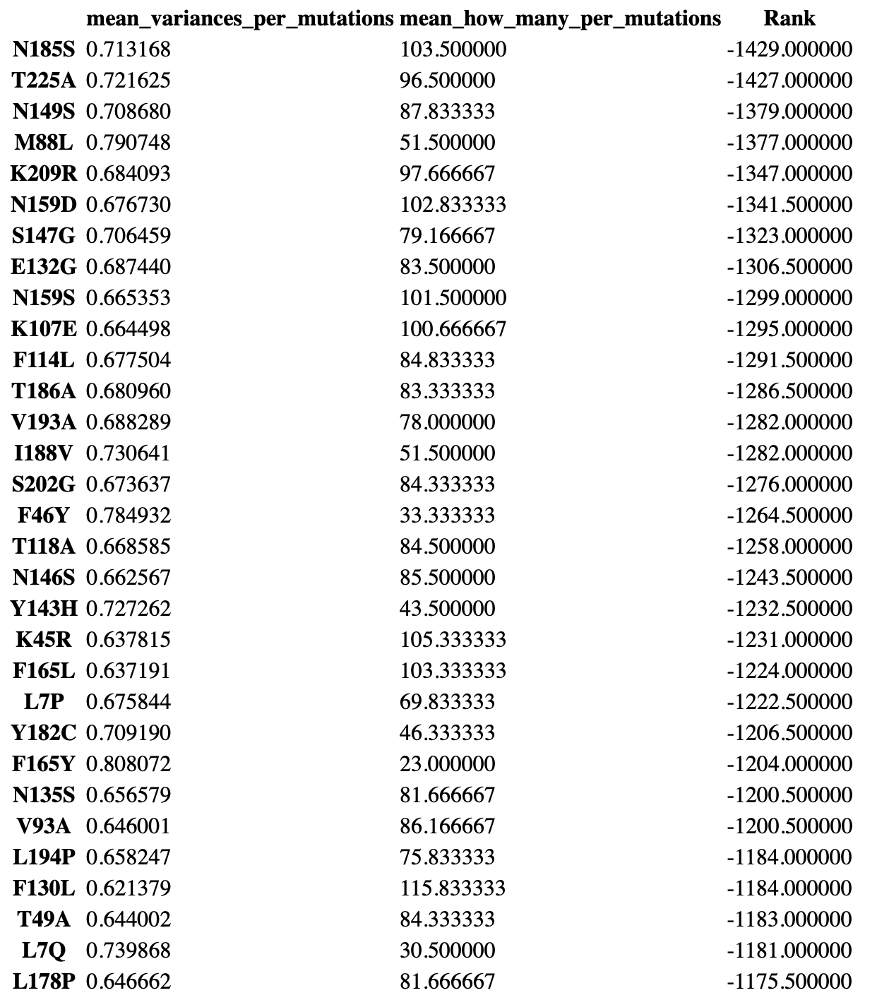 mean_variances_per_mutations mean_how_many_per_mutations Rank
N185S 0.713168 103.500000 -1429.000000
T225A 0.721625 96.500000 -1427.000000
N149S 0.708680 87.833333 -1379.000000
M88L 0.790748 51.500000 -1377.000000
K209R 0.684093 97.666667 -1347.000000
N159D 0.676730 102.833333 -1341.500000
S147G 0.706459 79.166667 -1323.000000
E132G 0.687440 83.500000 -1306.500000
N159S 0.665353 101.500000 -1299.000000
K107E 0.664498 100.666667 -1295.000000
F114L 0.677504 84.833333 -1291.500000
T186A 0.680960 83.333333 -1286.500000
V193A 0.688289 78.000000 -1282.000000
I188V 0.730641 51.500000 -1282.000000
S202G 0.673637 84.333333 -1276.000000
F46Y 0.784932 33.333333 -1264.500000
T118A 0.668585 84.500000 -1258.000000
N146S 0.662567 85.500000 -1243.500000
Y143H 0.727262 43.500000 -1232.500000
K45R 0.637815 105.333333 -1231.000000
F165L 0.637191 103.333333 -1224.000000
L7P 0.675844 69.833333 -1222.500000
Y182C 0.709190 46.333333 -1206.500000
F165Y 0.808072 23.000000 -1204.000000
N135S 0.656579 81.666667 -1200.500000
V93A 0.646001 86.166667 -1200.500000
L194P 0.658247 75.833333 -1184.000000
F130L 0.621379 115.833333 -1184.000000
T49A 0.644002 84.333333 -1183.000000
L7Q 0.739868 30.500000 -1181.000000
L178P 0.646662 81.666667 -1175.500000